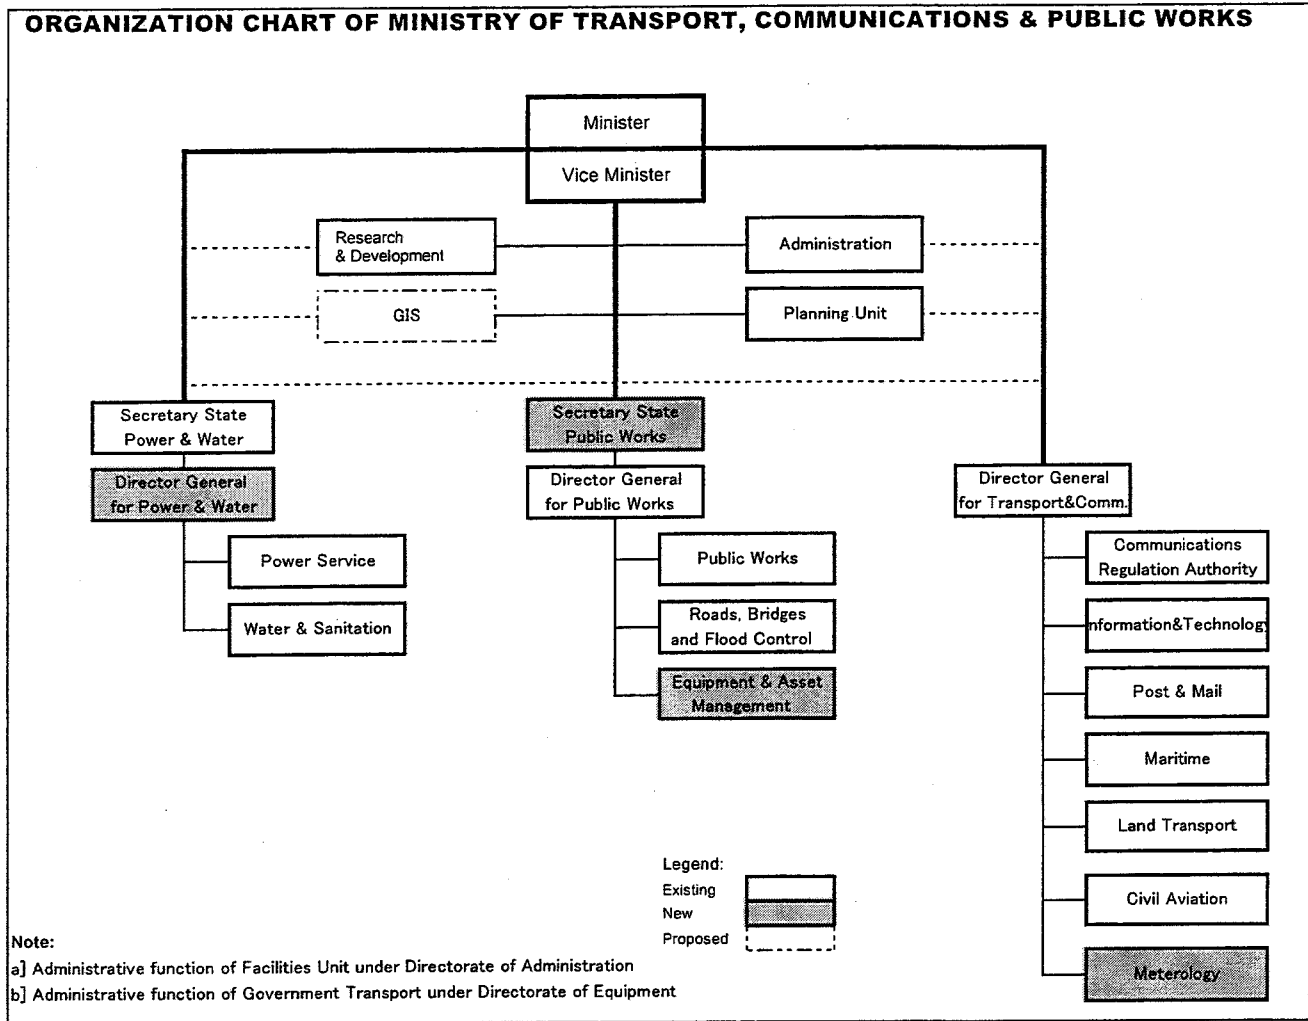 ORGANIZATION CHART OF MINISTRY OF TRANSPORT, COMMUNICATIONS & PUBLIC WORKS
Minister
Vice Minister
Research
& Development
Administration
GIS
Planning Unit
Secretary State
Power & Water
Secretary State
Public Works
Director General
for Power & Water
Director General
for Public Works
Director General
for Transport&Comm.
Power Service
Water & Sanitation
Public Works
Roads, Bridges
and Flood Control
Equipment & Asset
Management
Communications
Regulation Authority
nformation&Technology
Post & Mail
Maritime
Land Transport
Civil Aviation
Meterology
Legend:
Existing
New
Proposed
Note:
a] Administrative function of Facilities Unit under Directorate of Administration
b] Administrative function of Government Transport under Directorate of Equipment